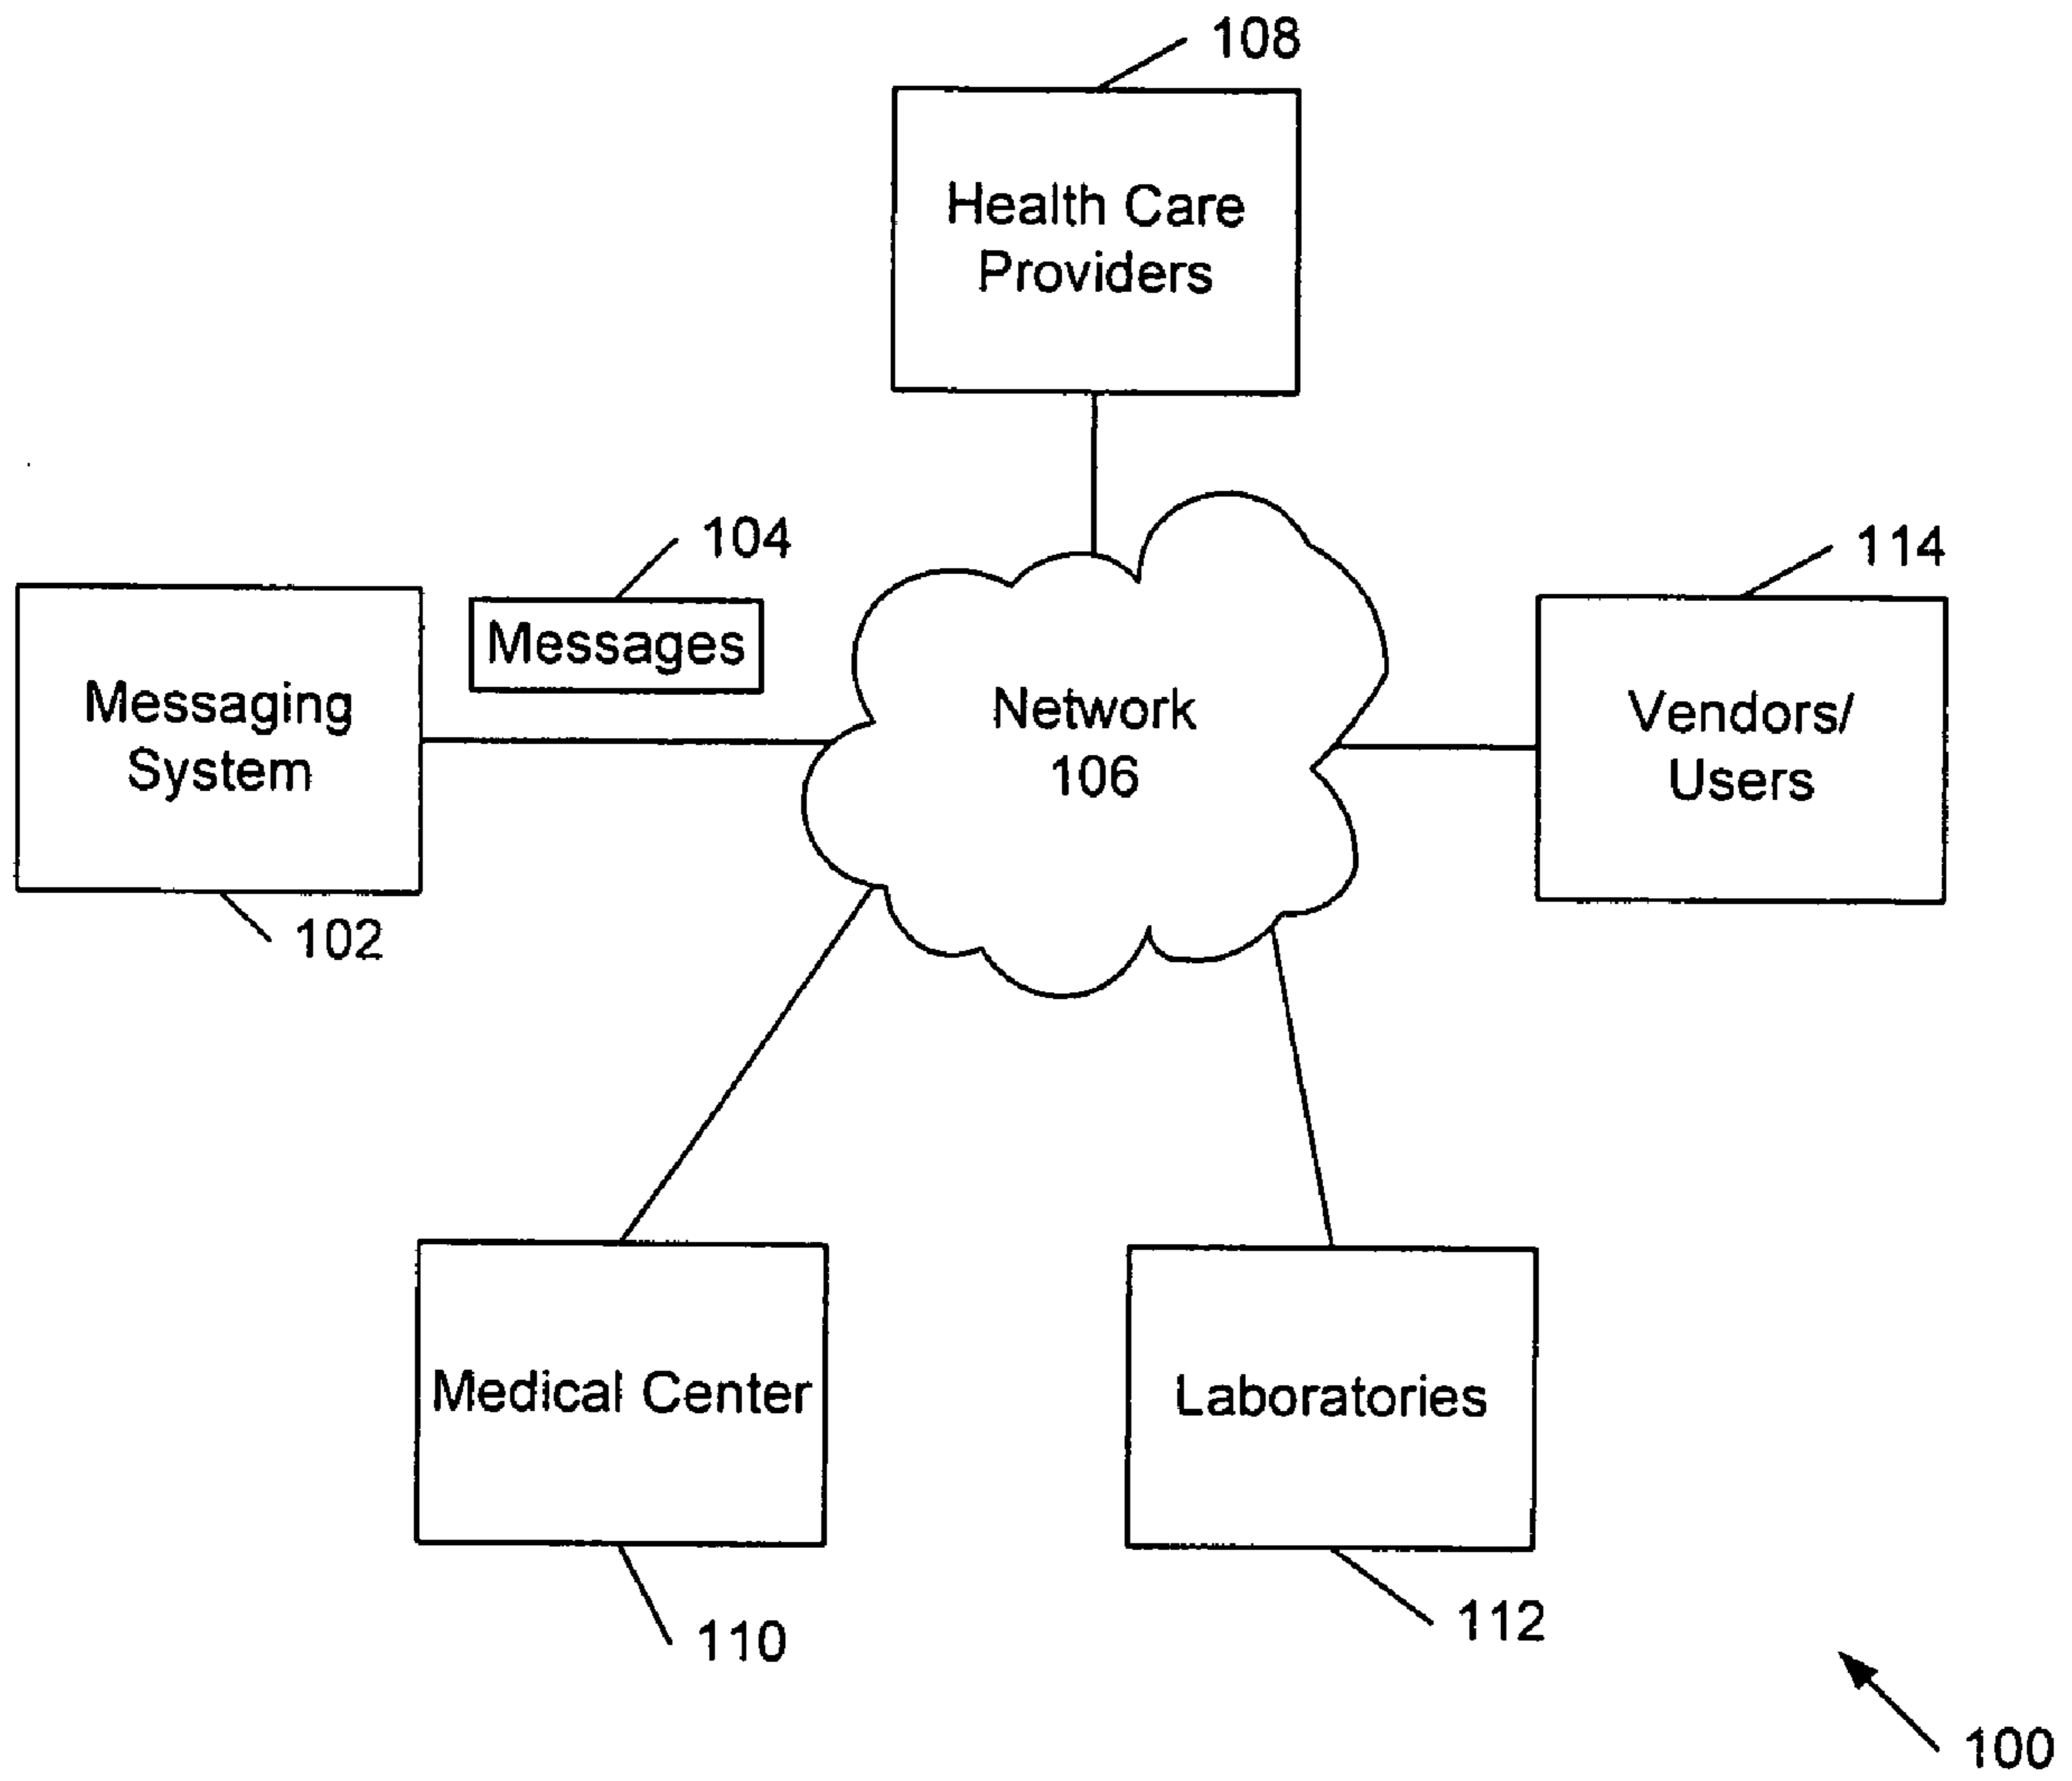 108
Health Care
Providers
104
Messages
114
Messaging
System
Network
106
Vendors/
Users
102
Medical Center
Laboratories
110
112
100